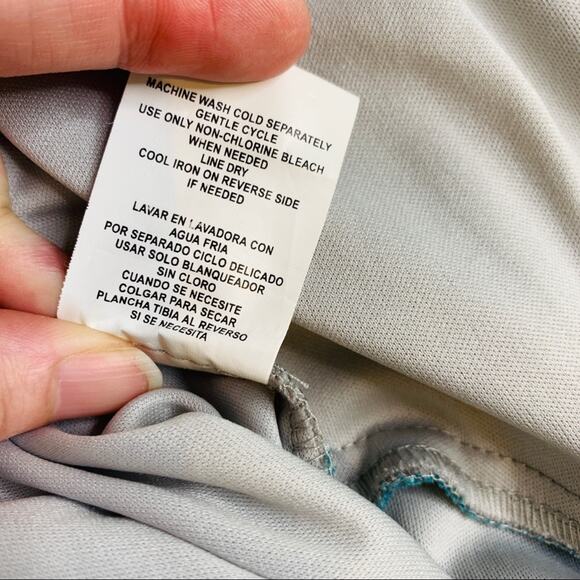 MACHINE WASH COLD SEPARATELY
GENTLE CYCLE
USE ONLY NON-CHLORINE BLEACH
WHEN NEEDED
LINE DRY
COOL IRON ON REVERSE SIDE
IF NEEDED
LAVAR EN LAVADORA CON
AGUA FRIA
POR SEPARADO CICLO DELICADO
USAR SOLO BLANQUEADOR
SIN CLORO
CUANDO SE NECESITE
COLGAR PARA SECAR
PLANCHA TIBIA AL REVERSO
SI SE NECESITA